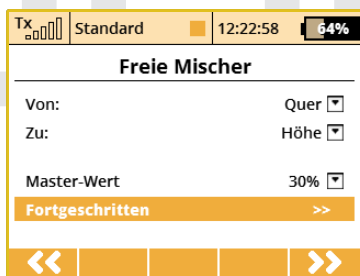 Tx Standard 12:22:58 64%
Freie Mischer
Von: Quer
Zu: Höhe
Master-Wert 30%
Fortgeschritten >>
<< >>